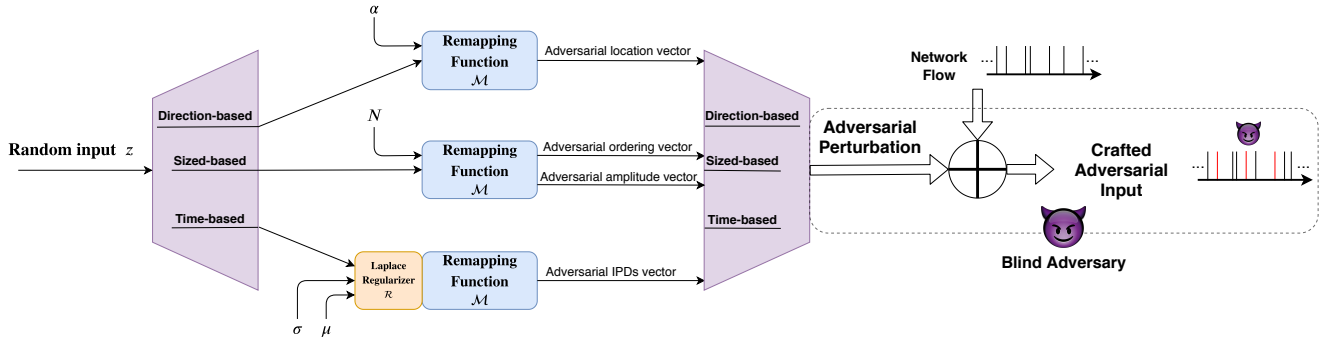 Random input z
Direction-based
Sized-based
Time-based
α
N
σ
μ
Remapping
Function
ℳ
Remapping
Function
ℳ
Laplace
Regularizer
ℛ
Remapping
Function
ℳ
Adversarial location vector
Adversarial ordering vector
Adversarial amplitude vector
Adversarial IPDs vector
Direction-based
Sized-based
Time-based
Adversarial
Perturbation
Network
Flow
...
...
Crafted
Adversarial
Input
...
...
Blind Adversary